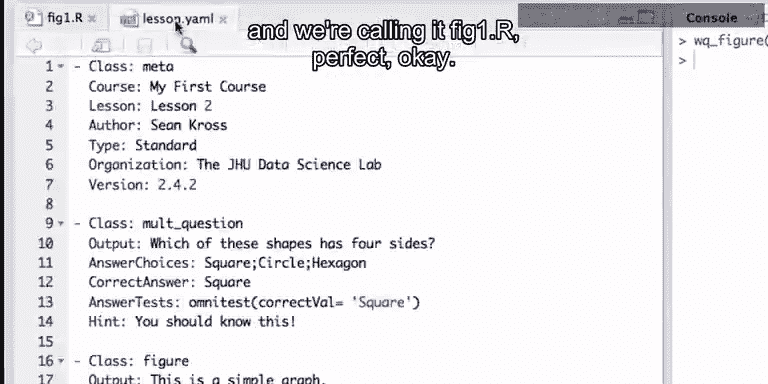 fig1.R
lesson.yaml
Console
and we're calling it fig1.R,
perfect, okay.
> wq_figure(
>
1 - Class: meta
2 Course: My First Course
3 Lesson: Lesson 2
4 Author: Sean Kross
5 Type: Standard
6 Organization: The JHU Data Science Lab
7 Version: 2.4.2
8
9 - Class: mult_question
10 Output: Which of these shapes has four sides?
11 AnswerChoices: Square;Circle;Hexagon
12 CorrectAnswer: Square
13 AnswerTests: omnitest(correctVal= 'Square')
14 Hint: You should know this!
15
16 - Class: figure
17 Output: This is a simple graph.